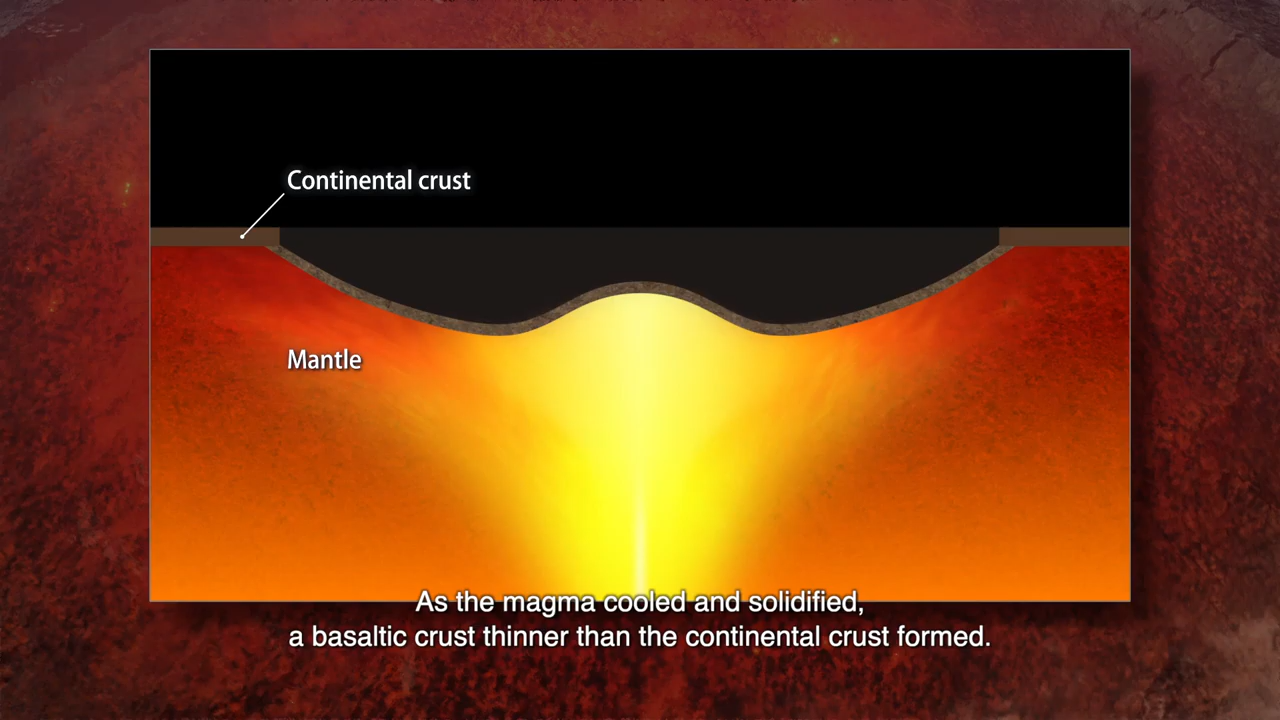 Continental crust
Mantle
As the magma cooled and solidified,
a basaltic crust thinner than the continental crust formed.